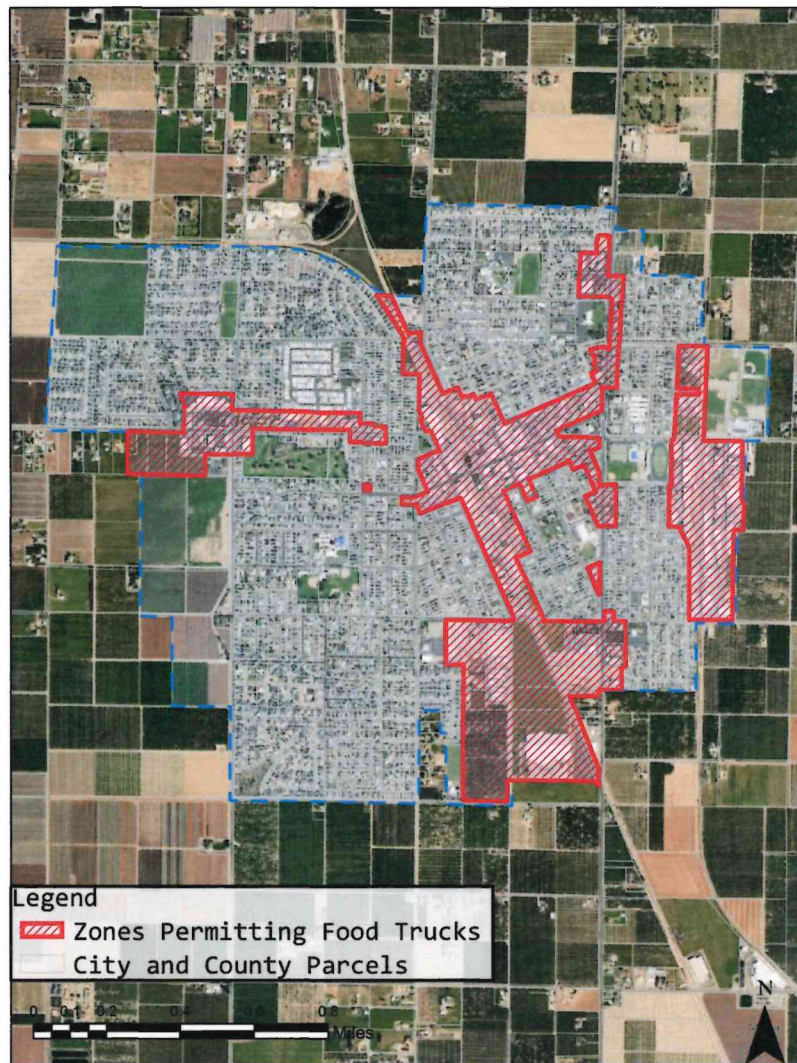 Legend
Zones Permitting Food Trucks
City and County Parcels
0 0.1 0.2 0.4 0.6 0.8
Miles
N